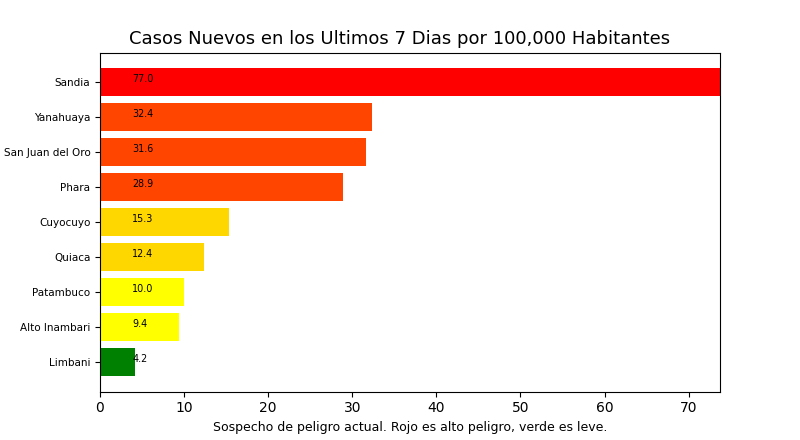 Casos Nuevos en los Ultimos 7 Dias por 100,000 Habitantes
Sandia 77.0
Yanahuaya 32.4
San Juan del Oro 31.6
Phara 28.9
Cuyocuyo 15.3
Quiaca 12.4
Patambuco 10.0
Alto Inambari 9.4
Limbani 4.2
0 10 20 30 40 50 60 70
Sospecho de peligro actual. Rojo es alto peligro, verde es leve.